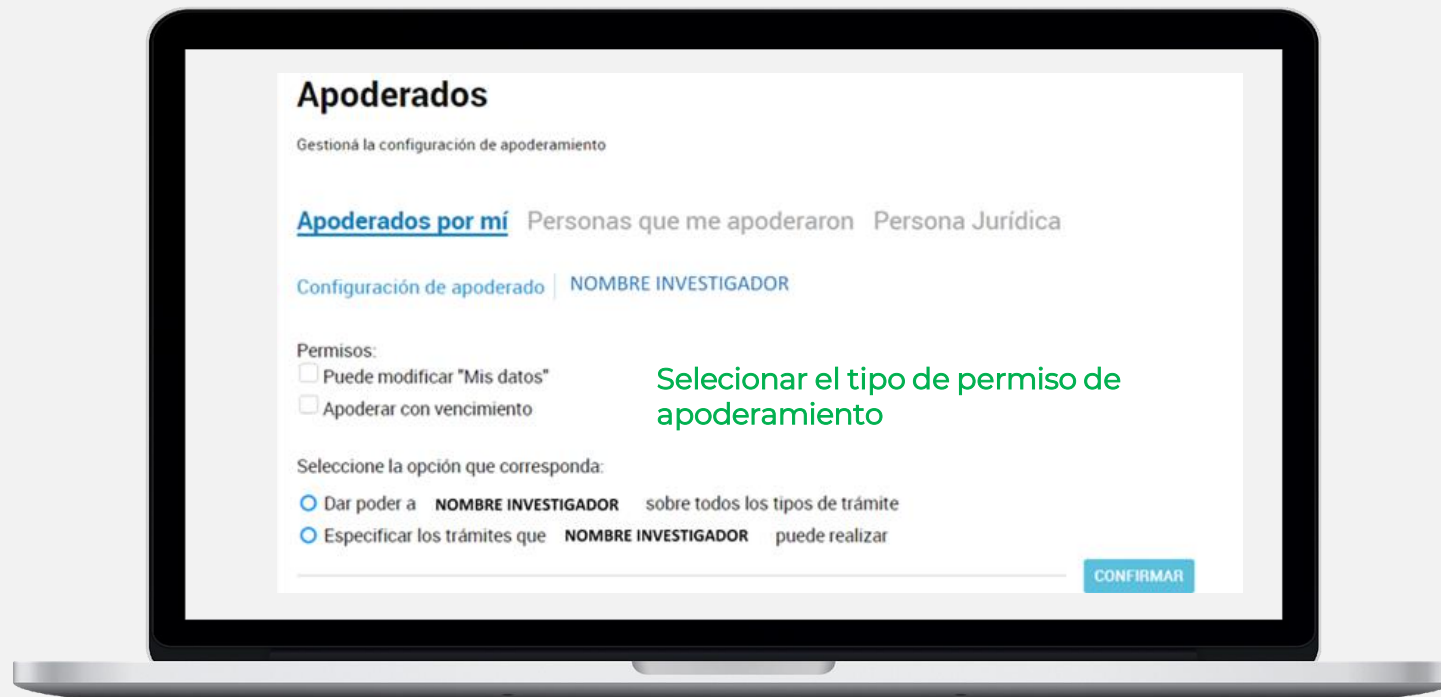 Apoderados
Gestioná la configuración de apoderamiento
Apoderados por mí Personas que me apoderaron Persona Jurídica
Configuración de apoderado NOMBRE INVESTIGADOR
Permisos:
Puede modificar "Mis datos"
Apoderar con vencimiento
Selecionar el tipo de permiso de
apoderamiento
Seleccione la opción que corresponda:
Dar poder a NOMBRE INVESTIGADOR sobre todos los tipos de trámite
Especificar los trámites que NOMBRE INVESTIGADOR puede realizar
CONFIRMAR